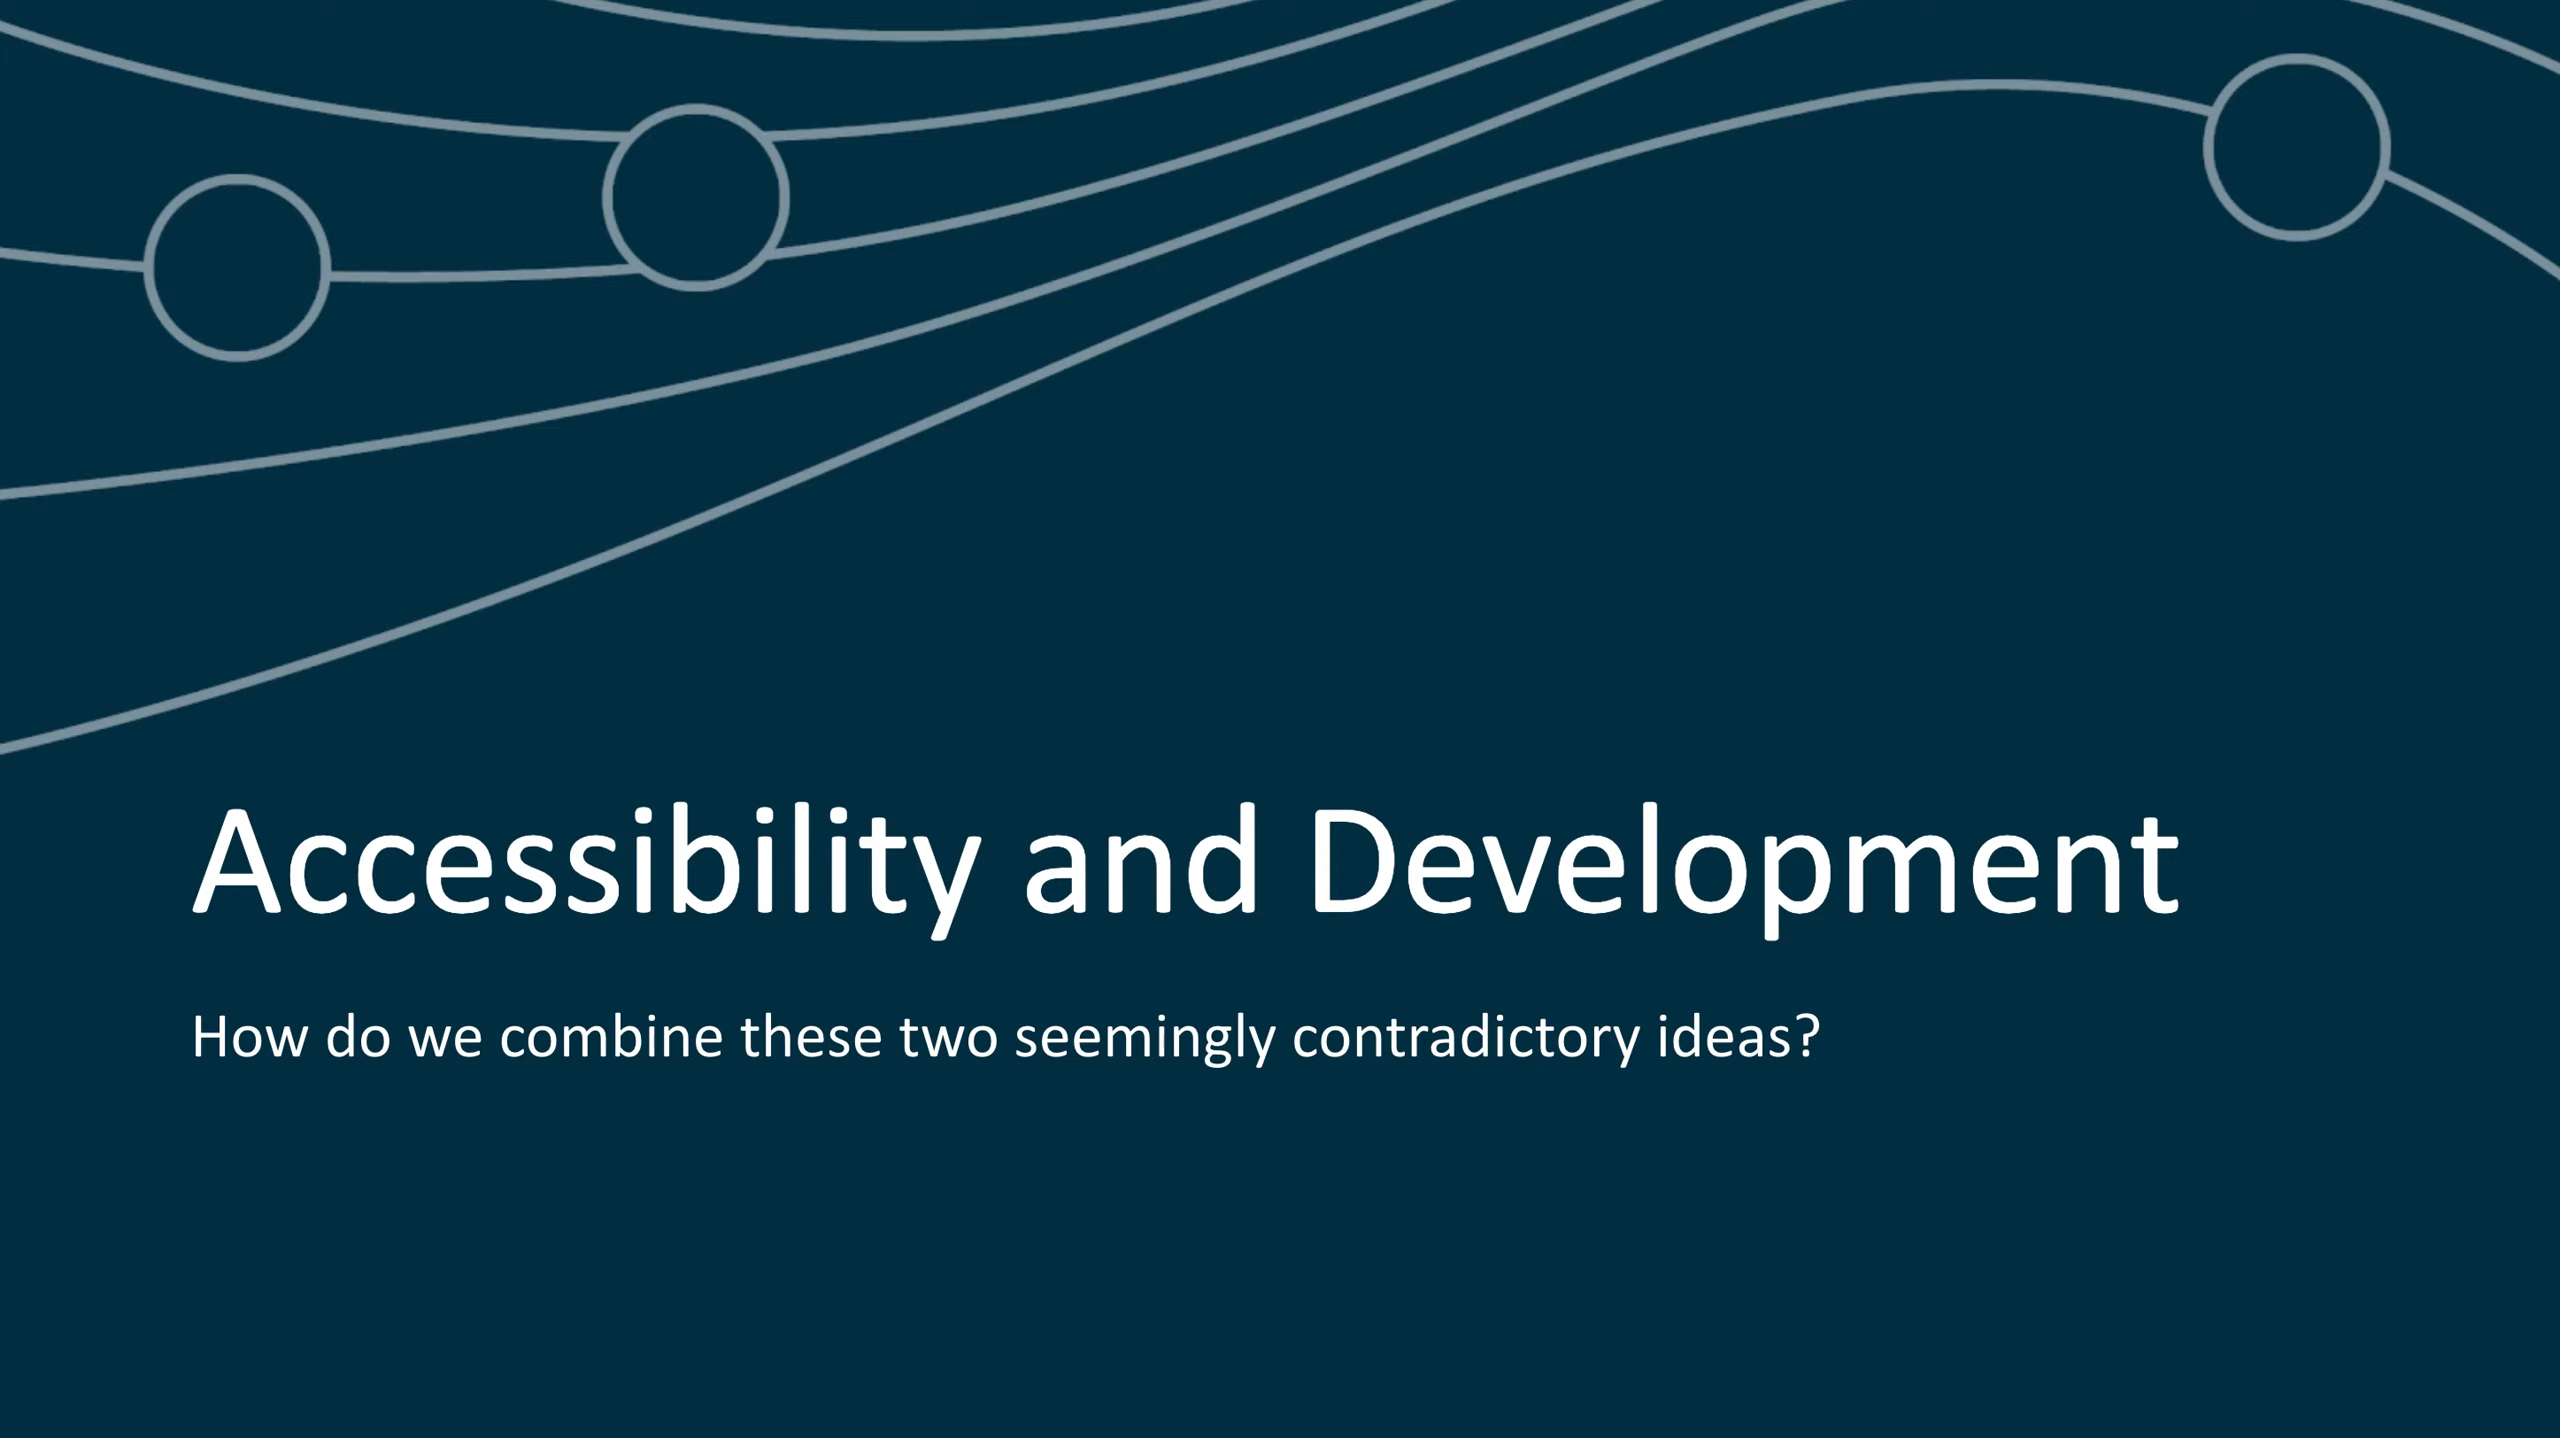 Accessibility and Development
How do we combine these two seemingly contradictory ideas?